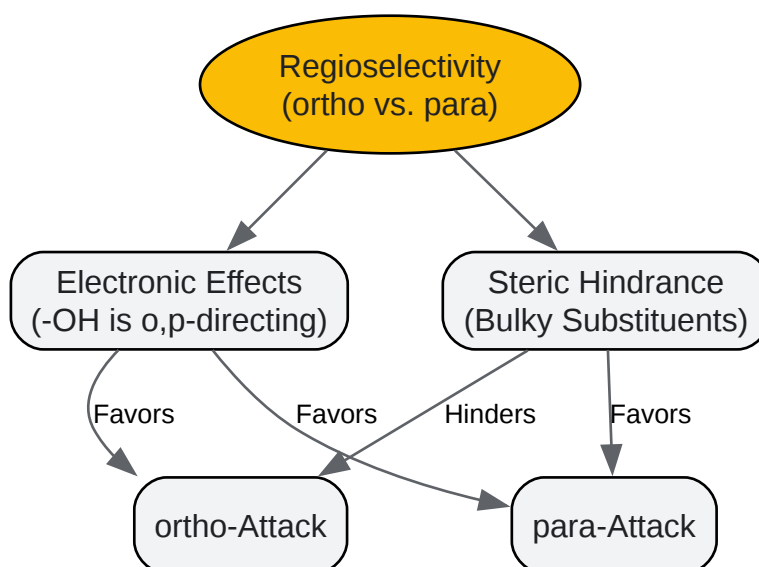 Regioselectivity
(ortho vs. para)
Electronic Effects
(-OH is o,p-directing)
Steric Hindrance
(Bulky Substituents)
Favors
Favors
Hinders
Favors
ortho-Attack
para-Attack